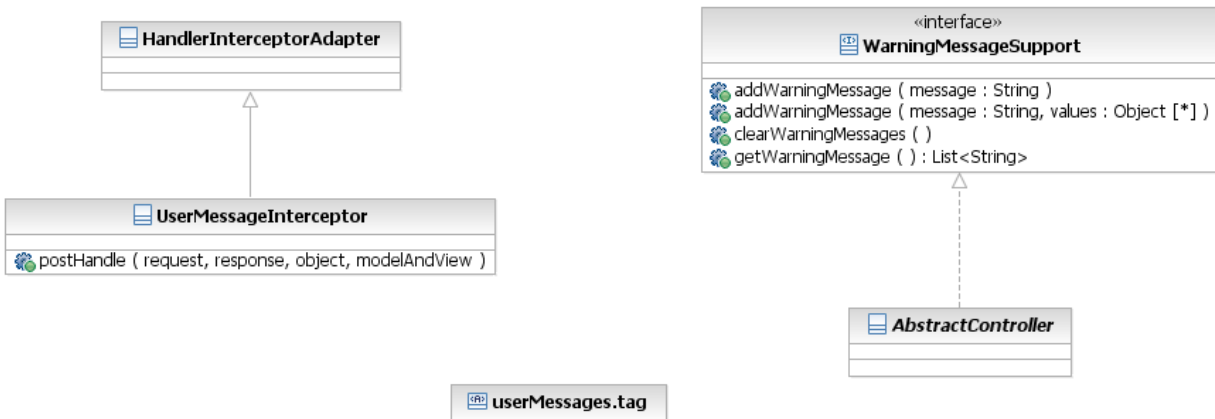 HandlerInterceptorAdapter
UserMessageInterceptor
postHandle ( request, response, object, modelAndView )
«interface»
WarningMessageSupport
addWarningMessage ( message : String )
addWarningMessage ( message : String, values : Object [*] )
clearWarningMessages ( )
getWarningMessage ( ) : List<String>
AbstractController
userMessages.tag